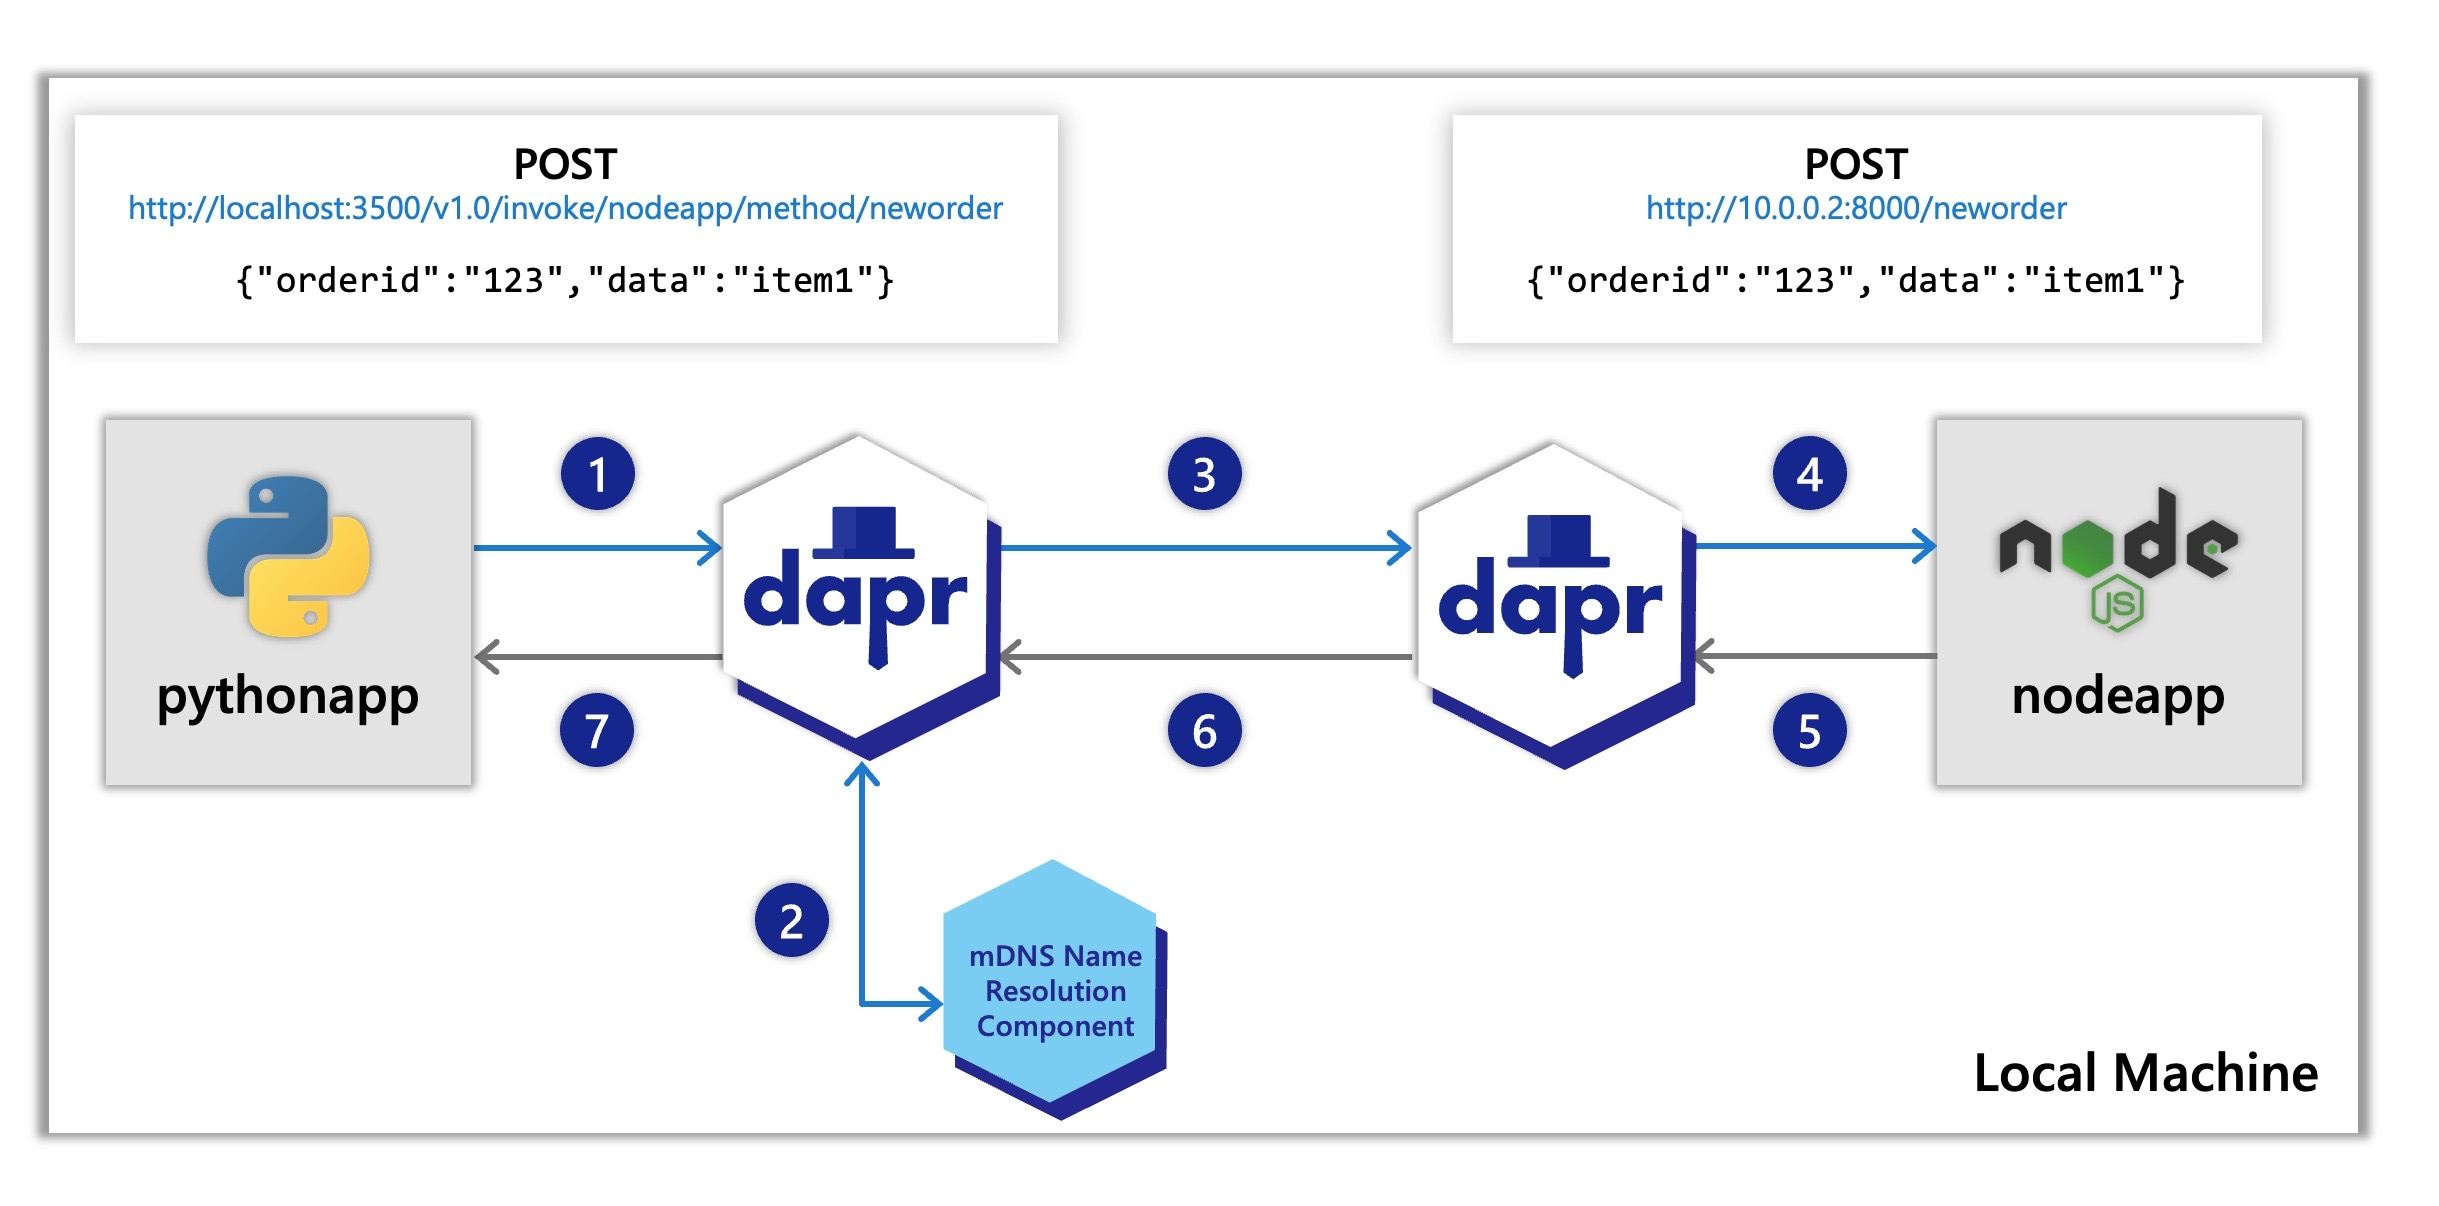 POST
http://localhost:3500/v1.0/invoke/nodeapp/method/neworder
{"orderid":"123","data":"item1"}
POST
http://10.0.0.2:8000/neworder
{"orderid":"123","data":"item1"}
1
3
4
dapr
dapr
node
JS
pythonapp
nodeapp
7
6
5
2
mDNS Name
Resolution
Component
Local Machine